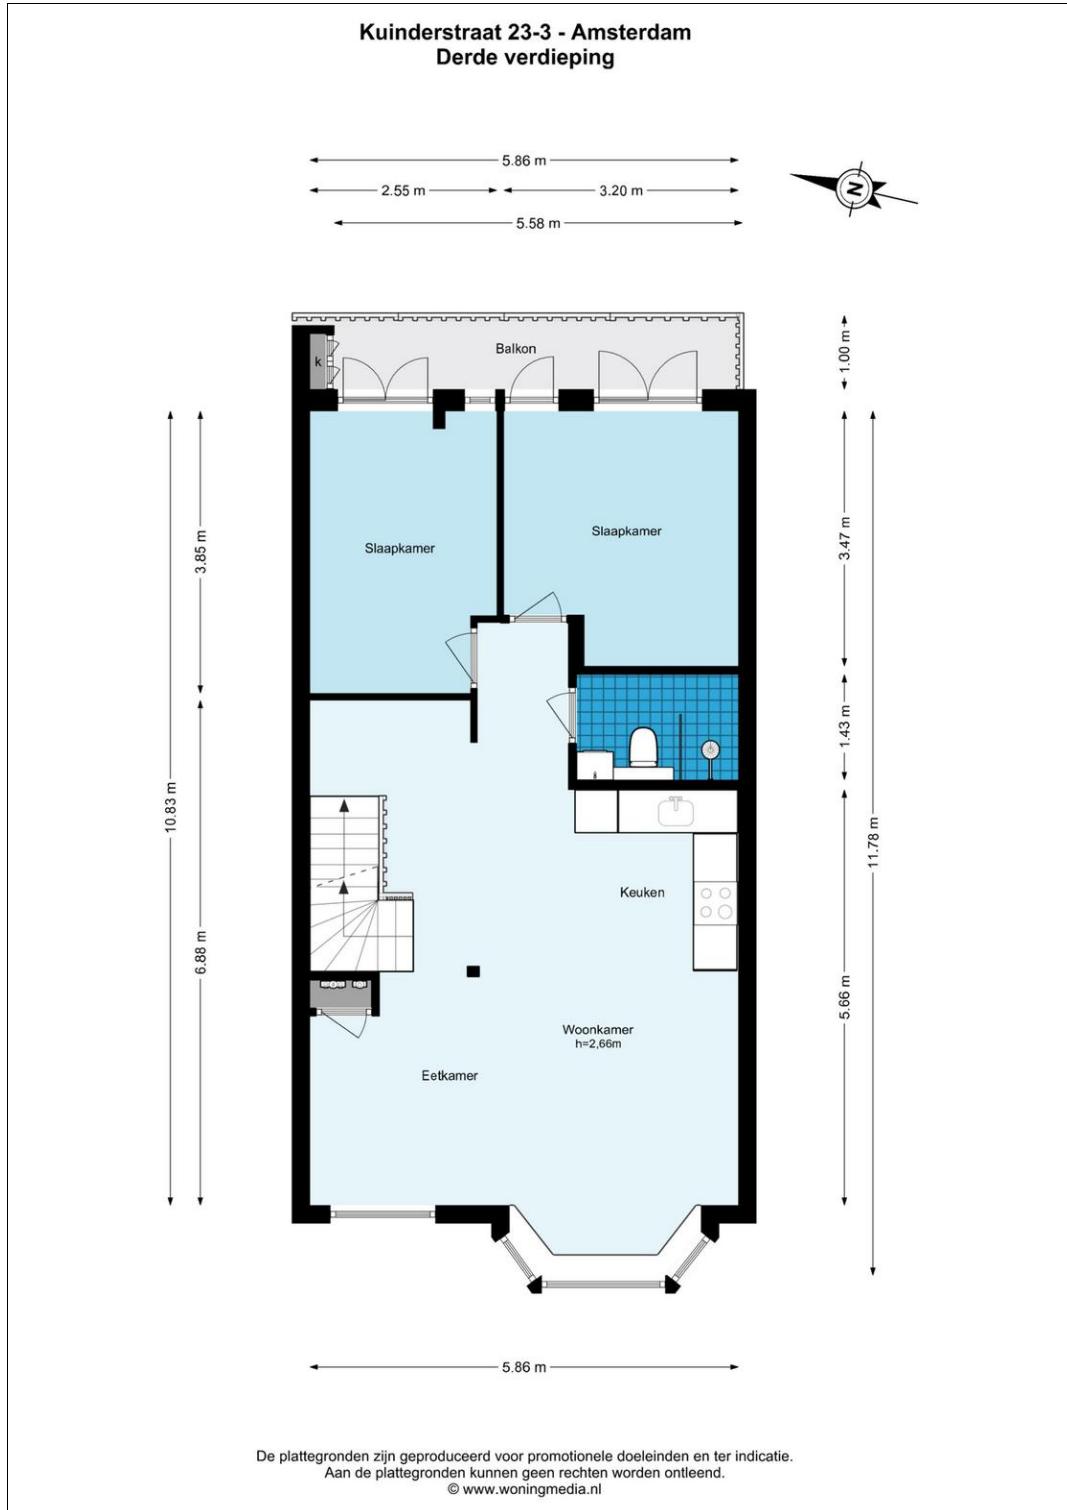 Kuinderstraat 23-3 - Amsterdam
Derde verdieping
5.86 m
2.55 m
3.20 m
5.58 m
N
Balkon
k
1.00 m
Slaapkamer
Slaapkamer
3.85 m
3.47 m
1.43 m
10.83 m
11.78 m
Keuken
6.88 m
5.66 m
Woonkamer
h=2,66m
Eetkamer
5.86 m
De plattegronden zijn geproduceerd voor promotionele doeleinden en ter indicatie.
Aan de plattegronden kunnen geen rechten worden ontleend.
© www.woningmedia.nl